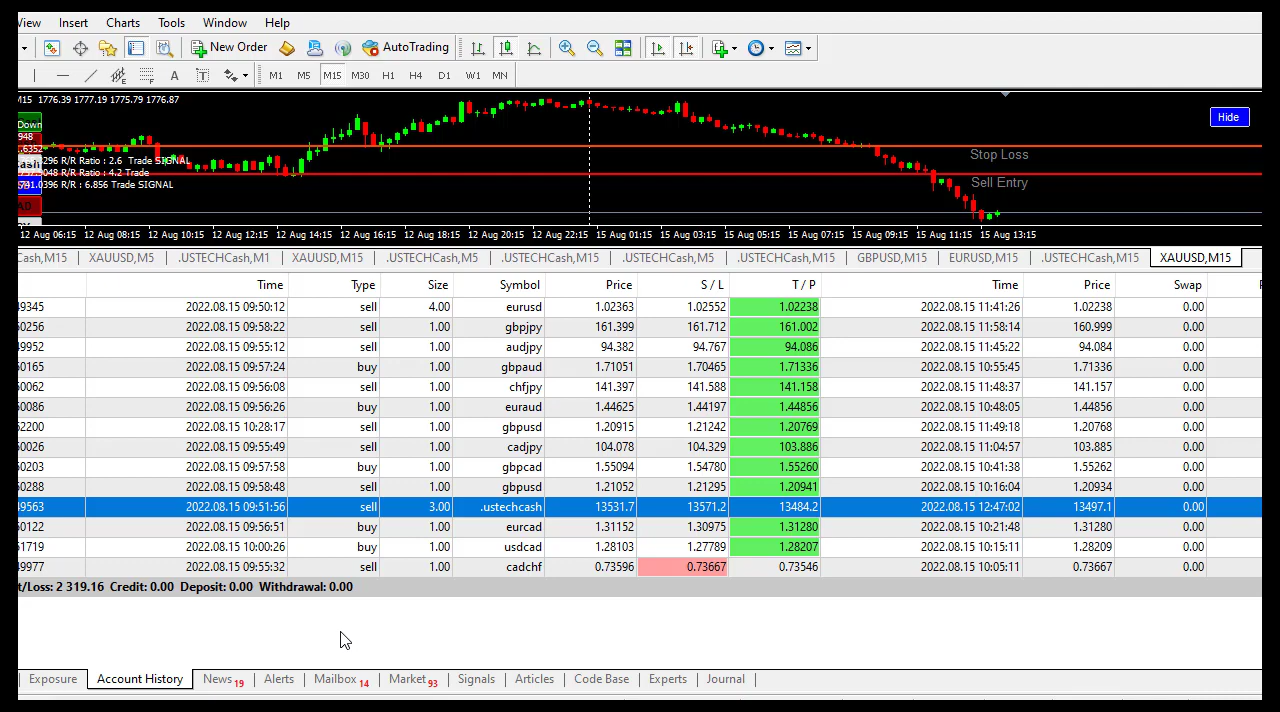 View Insert Charts Tools Window Help
New Order AutoTrading
A T M1 M5 M15 M30 H1 H4 D1 W1 MN
M15 1776.39 1777.19 1775.79 1776.87
Hide
Down
948
.6352
Stop Loss
3296 R/R Ratio : 2.6 Trade SIGNAL
Cash
R/R Ratio : 4.2 Trade
Sell Entry
R/R : 6.856 Trade SIGNAL
12 Aug 06:15 12 Aug 08:15 12 Aug 10:15 12 Aug 12:15 12 Aug 14:15 12 Aug 16:15 12 Aug 18:15 12 Aug 20:15 12 Aug 22:15 15 Aug 01:15 15 Aug 03:15 15 Aug 05:15 15 Aug 07:15 15 Aug 09:15 15 Aug 11:15 15 Aug 13:15
Cash,M15 XAUUSD,M5 .USTECHCash,M1 XAUUSD,M15 .USTECHCash,M5 .USTECHCash,M15 .USTECHCash,M5 .USTECHCash,M15 GBPUSD,M15 EURUSD,M15 .USTECHCash,M15 XAUUSD,M15
Time Type Size Symbol Price S / L T / P Time Price Swap
49345 2022.08.15 09:50:12 sell 4.00 eurusd 1.02363 1.02552 1.02238 2022.08.15 11:41:26 1.02238 0.00
50256 2022.08.15 09:58:22 sell 1.00 gbpjpy 161.399 161.712 161.002 2022.08.15 11:58:14 160.999 0.00
49952 2022.08.15 09:55:12 sell 1.00 audjpy 94.382 94.767 94.086 2022.08.15 11:45:22 94.084 0.00
50165 2022.08.15 09:57:24 buy 1.00 gbpaud 1.71051 1.70465 1.71336 2022.08.15 10:55:45 1.71336 0.00
50062 2022.08.15 09:56:08 sell 1.00 chfjpy 141.397 141.588 141.158 2022.08.15 11:48:37 141.157 0.00
50086 2022.08.15 09:56:26 buy 1.00 euraud 1.44625 1.44197 1.44856 2022.08.15 10:48:05 1.44856 0.00
52200 2022.08.15 10:28:17 sell 1.00 gbpusd 1.20915 1.21242 1.20769 2022.08.15 11:49:18 1.20768 0.00
50026 2022.08.15 09:55:49 sell 1.00 cadjpy 104.078 104.329 103.886 2022.08.15 11:04:57 103.885 0.00
50203 2022.08.15 09:57:58 buy 1.00 gbpcad 1.55094 1.54780 1.55260 2022.08.15 10:41:38 1.55262 0.00
50288 2022.08.15 09:58:48 sell 1.00 gbpusd 1.21052 1.21295 1.20941 2022.08.15 10:16:04 1.20934 0.00
49563 2022.08.15 09:51:56 sell 3.00 .ustechcash 13531.7 13571.2 13484.2 2022.08.15 12:47:02 13497.1 0.00
50122 2022.08.15 09:56:51 buy 1.00 eurcad 1.31152 1.30975 1.31280 2022.08.15 10:21:48 1.31280 0.00
51719 2022.08.15 10:00:26 buy 1.00 usdcad 1.28103 1.27789 1.28207 2022.08.15 10:15:11 1.28209 0.00
49977 2022.08.15 09:55:32 sell 1.00 cadchf 0.73596 0.73667 0.73546 2022.08.15 10:05:11 0.73667 0.00
t/Loss: 2 319.16 Credit: 0.00 Deposit: 0.00 Withdrawal: 0.00
Exposure Account History News 19 Alerts Mailbox 14 Market 93 Signals Articles Code Base Experts Journal